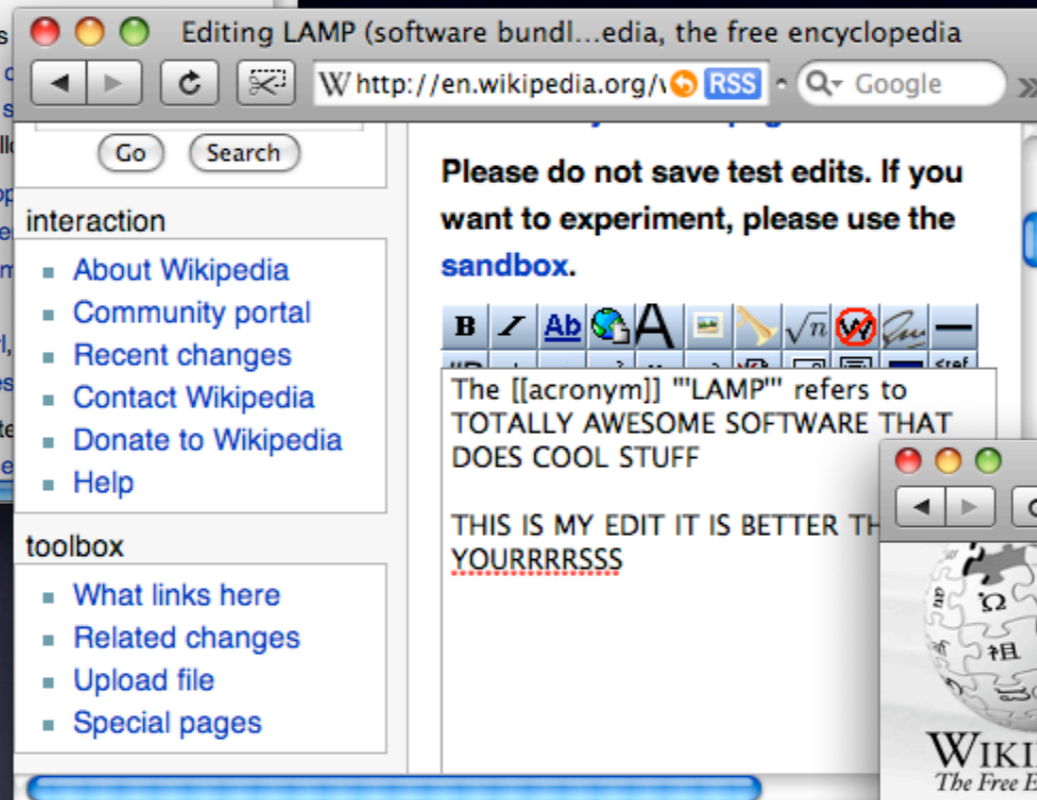 Editing LAMP (software bundl...edia, the free encyclopedia
W http://en.wikipedia.org/ RSS Google
Go Search
interaction
About Wikipedia
Community portal
Recent changes
Contact Wikipedia
Donate to Wikipedia
Help
toolbox
What links here
Related changes
Upload file
Special pages
Please do not save test edits. If you
want to experiment, please use the
sandbox.
B I Ab A √n W
<ref
The [[acronym]] '''LAMP''' refers to
TOTALLY AWESOME SOFTWARE THAT
DOES COOL STUFF
THIS IS MY EDIT IT IS BETTER TH
YOURRRRSSS
Ω
祖
WIKI
The Free E